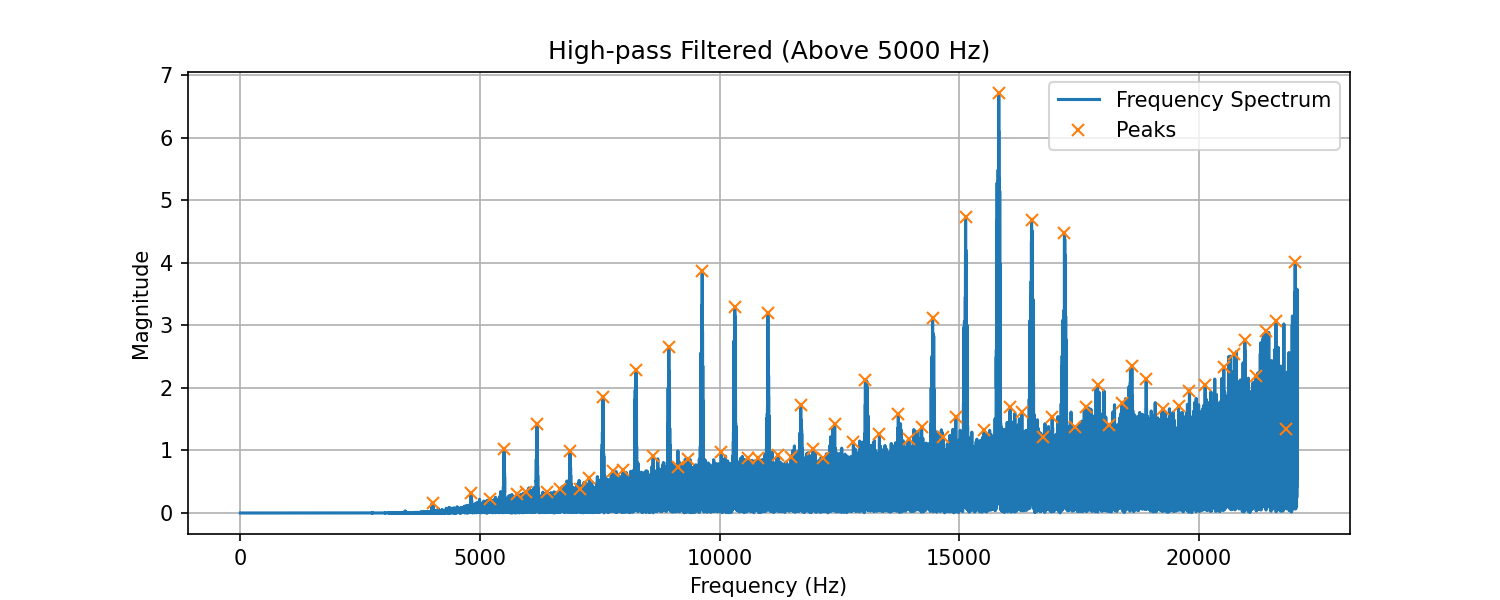 High-pass Filtered (Above 5000 Hz)
7
6
5
4
3
2
1
0
Magnitude
Frequency Spectrum
Peaks
0 5000 10000 15000 20000
Frequency (Hz)